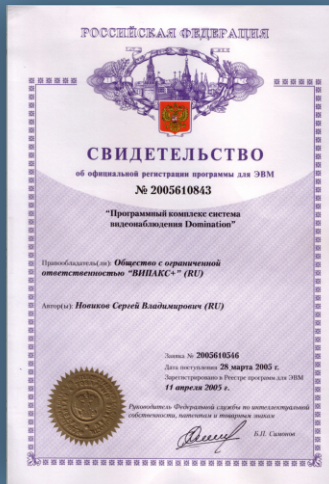 РОССИЙСКАЯ ФЕДЕРАЦИЯ
СВИДЕТЕЛЬСТВО
об официальной регистрации программы для ЭВМ
№ 2005610843
"Программный комплекс система
видеонаблюдения Domination"
Правообладатель(ли): Общество с ограниченной
ответственностью "ВИПАКС+" (RU)
Автор(ы): Новиков Сергей Владимирович (RU)
Заявка № 2005610546
Дата поступления 28 марта 2005 г.
Зарегистрировано в Реестре программ для ЭВМ
11 апреля 2005 г.
Руководитель Федеральной службы по интеллектуальной
собственности, патентам и товарным знакам
Б.П. Симонов